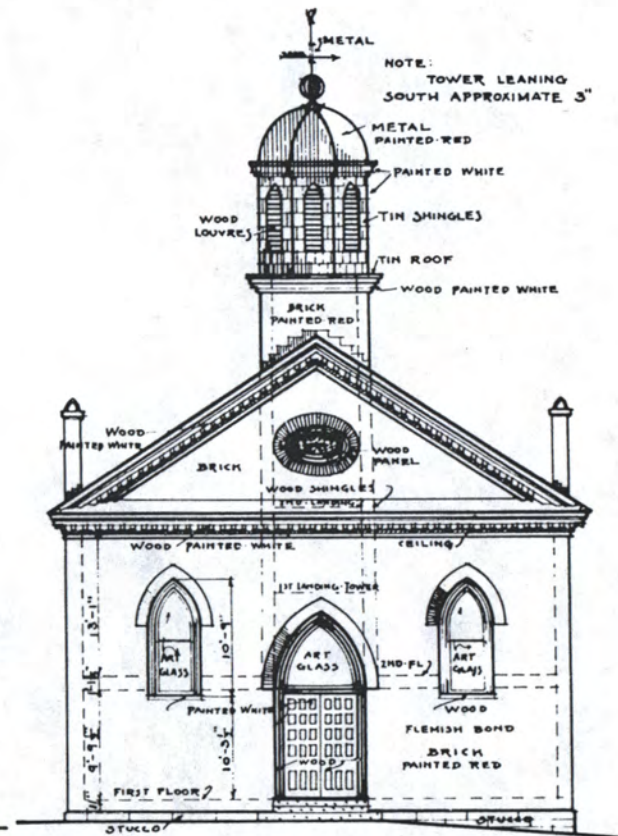 METAL
NOTE:
TOWER LEANING
SOUTH APPROXIMATE 3"
METAL
PAINTED-RED
PAINTED WHITE
WOOD
LOUVRES
TIN SHINGLES
TIN ROOF
WOOD PAINTED WHITE
BRICK
PAINTED RED
WOOD
PAINTED WHITE
BRICK
WOOD
PANEL
WOOD SHINGLES
2ND. LANDING
WOOD PAINTED-WHITE
CEILING
1ST LANDING-TOWER
13'-1"
10'-9"
ART
GLASS
ART
GLASS
2ND-FL
ART
GLASS
PAINTED WHITE
WOOD
FLEMISH BOND
BRICK
PAINTED RED
WOOD
FIRST FLOOR
STUCCO
STUCCO